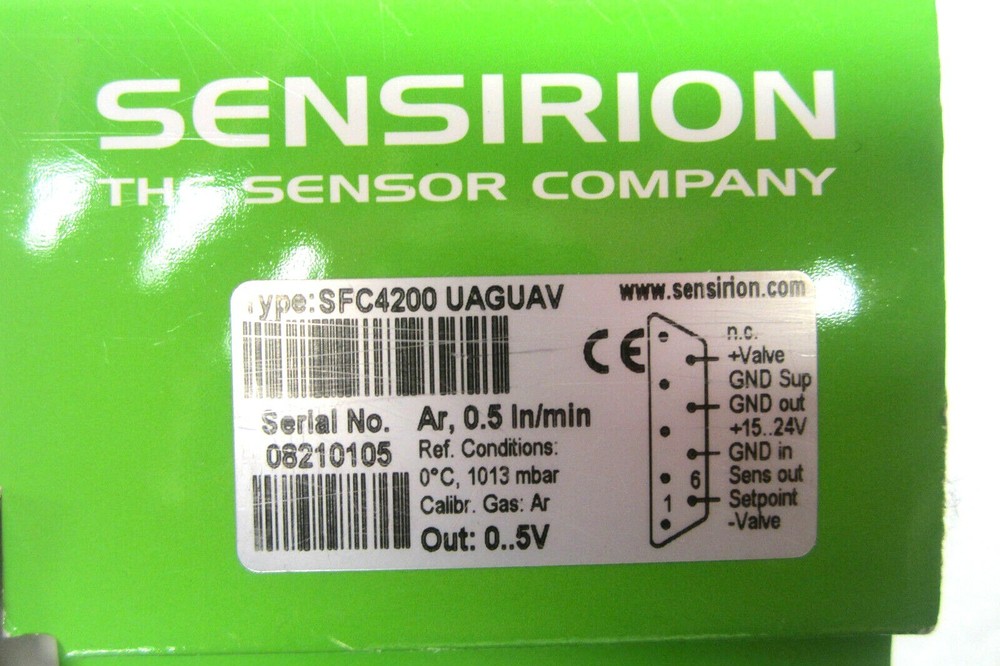 SENSIRION
THE SENSOR COMPANY
Type:SFC4200 UAGUAV
www.sensirion.com
CE
Serial No.
08210105
Ar, 0.5 ln/min
Ref. Conditions:
0°C, 1013 mbar
Calibr. Gas: Ar
Out: 0..5V
n.c.
+Valve
GND Sup
GND out
+15..24V
GND in
6 Sens out
1 Setpoint
-Valve